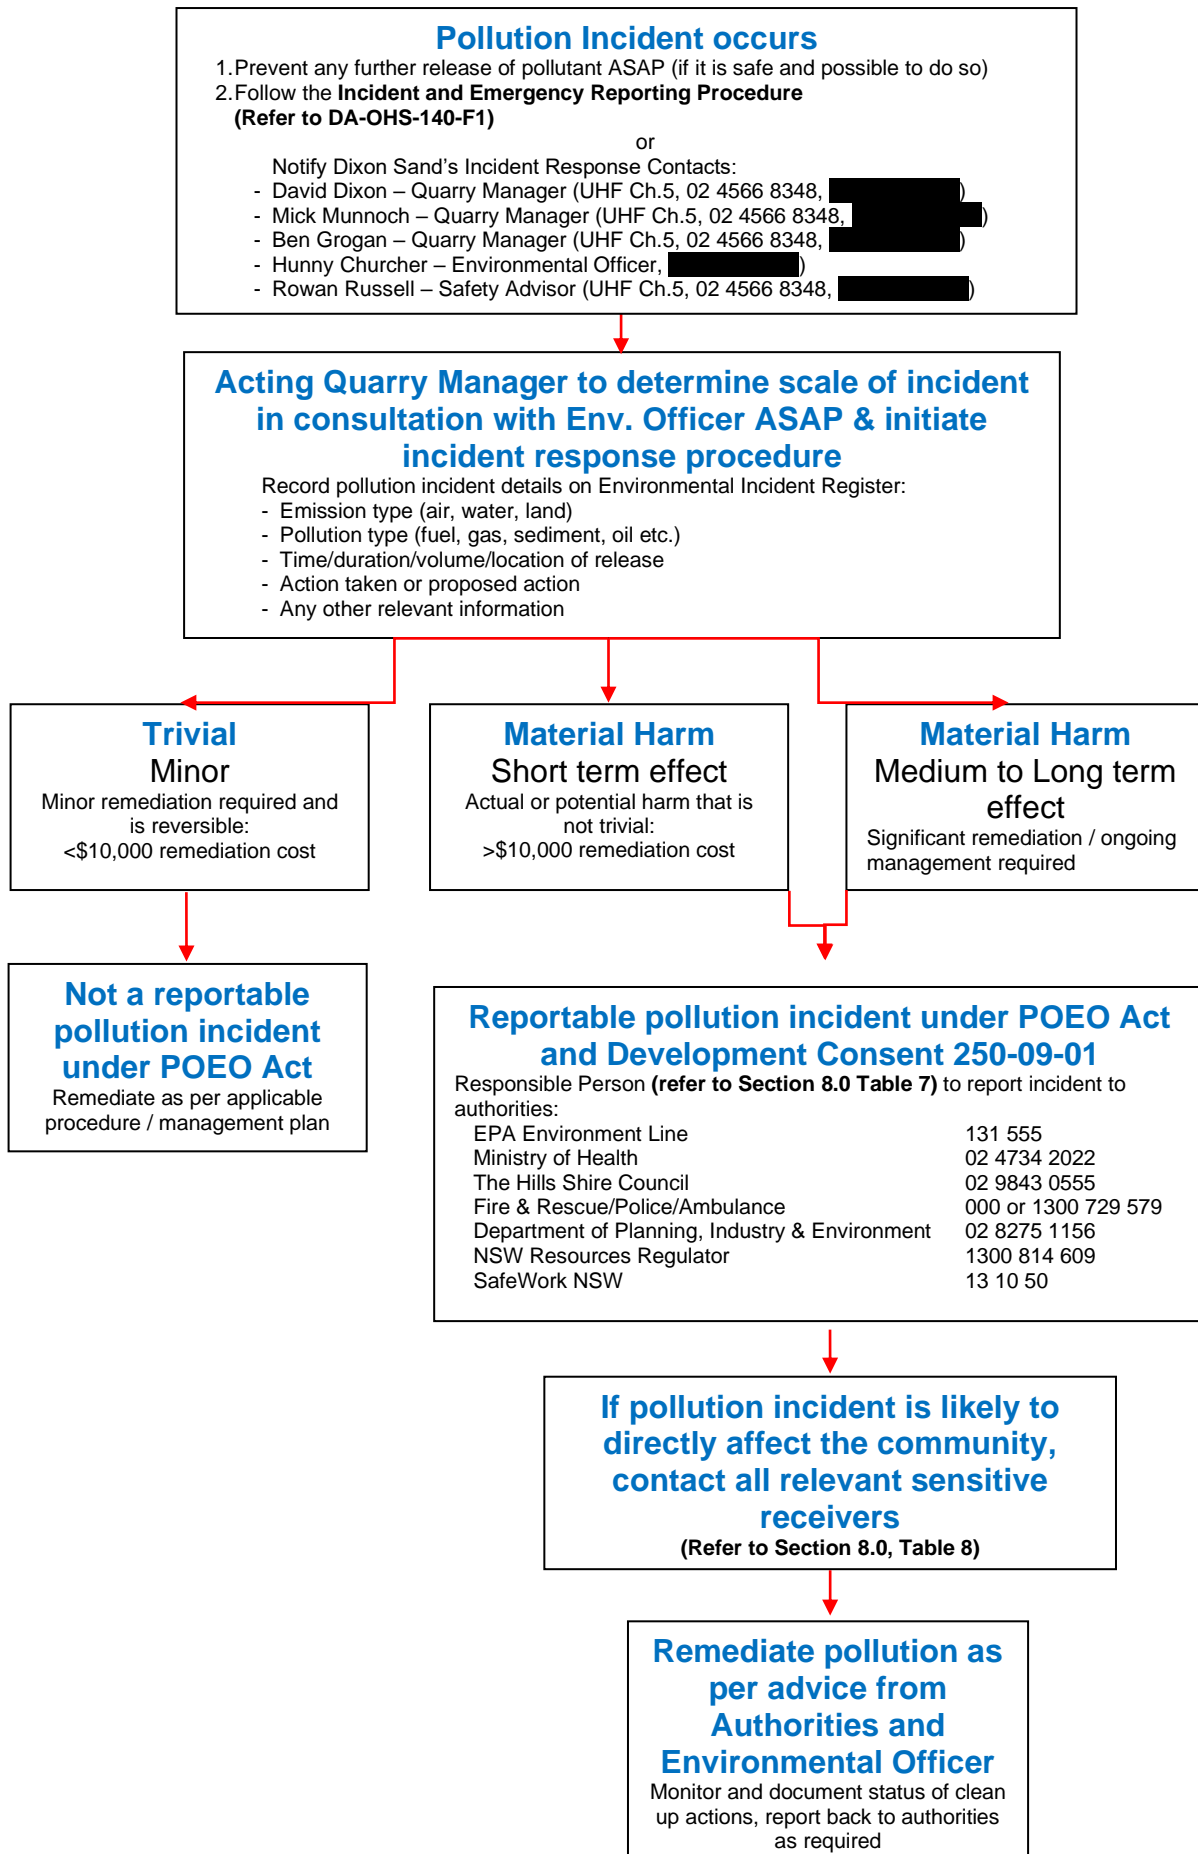 Pollution Incident occurs
1.Prevent any further release of pollutant ASAP (if it is safe and possible to do so)
2.Follow the Incident and Emergency Reporting Procedure
(Refer to DA-OHS-140-F1)
or
Notify Dixon Sand's Incident Response Contacts:
- David Dixon – Quarry Manager (UHF Ch.5, 02 4566 8348, )
- Mick Munnoch – Quarry Manager (UHF Ch.5, 02 4566 8348, )
- Ben Grogan – Quarry Manager (UHF Ch.5, 02 4566 8348, )
- Hunny Churcher – Environmental Officer, )
- Rowan Russell – Safety Advisor (UHF Ch.5, 02 4566 8348, )
Acting Quarry Manager to determine scale of incident
in consultation with Env. Officer ASAP & initiate
incident response procedure
Record pollution incident details on Environmental Incident Register:
- Emission type (air, water, land)
- Pollution type (fuel, gas, sediment, oil etc.)
- Time/duration/volume/location of release
- Action taken or proposed action
- Any other relevant information
Trivial
Minor
Minor remediation required and
is reversible:
<$10,000 remediation cost
Material Harm
Short term effect
Actual or potential harm that is
not trivial:
>$10,000 remediation cost
Material Harm
Medium to Long term
effect
Significant remediation / ongoing
management required
Not a reportable
pollution incident
under POEO Act
Remediate as per applicable
procedure / management plan
Reportable pollution incident under POEO Act
and Development Consent 250-09-01
Responsible Person (refer to Section 8.0 Table 7) to report incident to
authorities:
EPA Environment Line 131 555
Ministry of Health 02 4734 2022
The Hills Shire Council 02 9843 0555
Fire & Rescue/Police/Ambulance 000 or 1300 729 579
Department of Planning, Industry & Environment 02 8275 1156
NSW Resources Regulator 1300 814 609
SafeWork NSW 13 10 50
If pollution incident is likely to
directly affect the community,
contact all relevant sensitive
receivers
(Refer to Section 8.0, Table 8)
Remediate pollution as
per advice from
Authorities and
Environmental Officer
Monitor and document status of clean
up actions, report back to authorities
as required